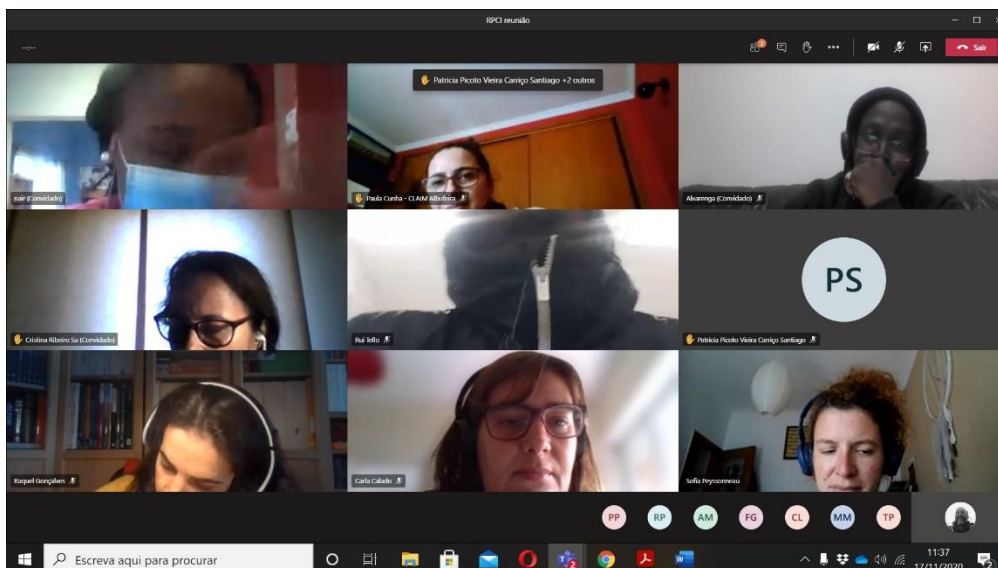 RPCI reunião
Sair
Patricia Picoto Vieira Carriço Santiago +2 outros
nair (Convidado)
Paula Cunha - CLAIM Albufeira
Alvarenga (Convidado)
Cristina Ribeiro Sa (Convidado)
Rui Tello
PS
Patricia Picoto Vieira Carriço Santiago
Raquel Gonçalves
Carla Calado
Sofia Peyssonneau
PP RP AM FG CL MM TP
Escreva aqui para procurar
11:37
17/11/2020